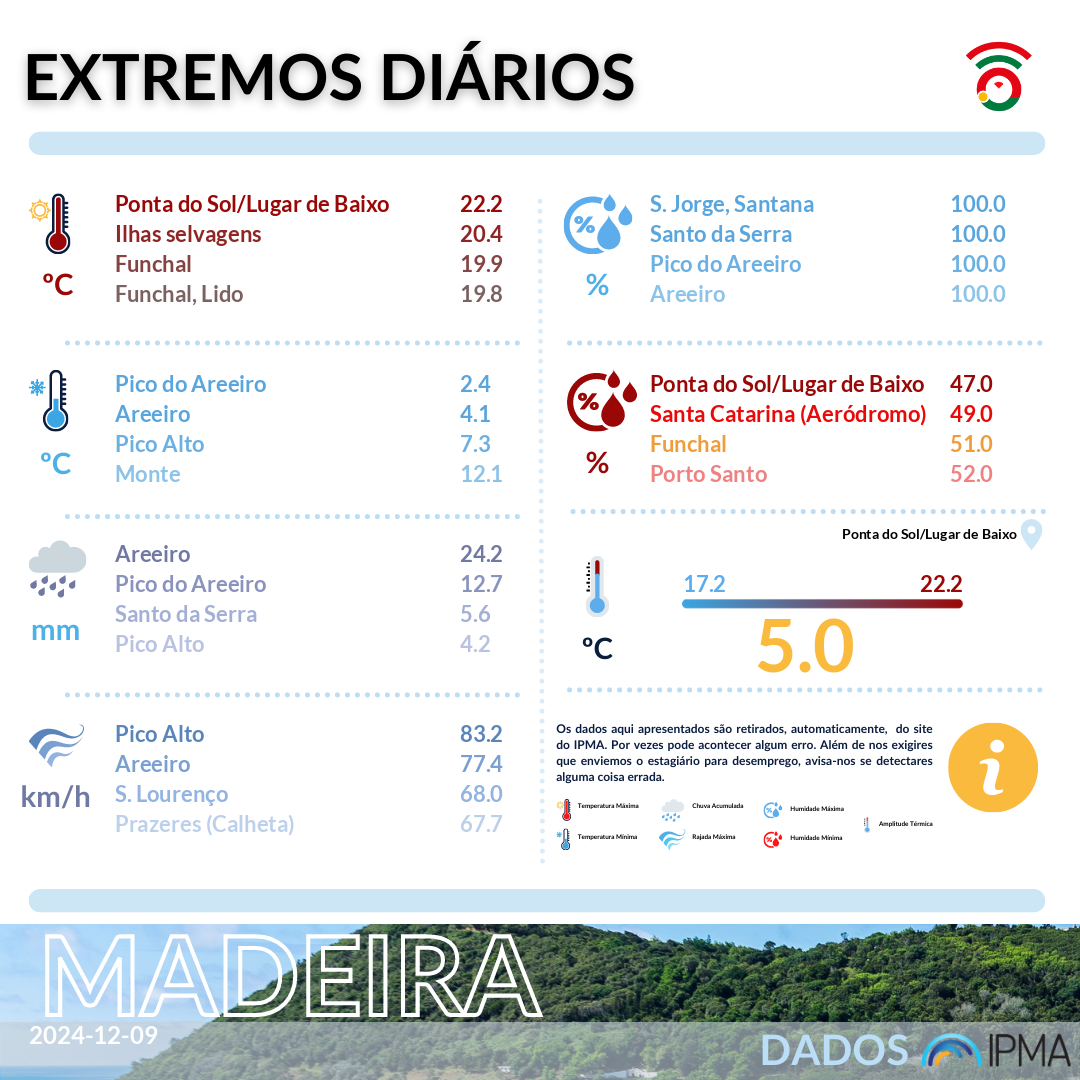 EXTREMOS DIÁRIOS
Ponta do Sol/Lugar de Baixo 22.2
Ilhas selvagens 20.4
Funchal 19.9
ºC
Funchal, Lido 19.8
Pico do Areeiro 2.4
Areeiro 4.1
Pico Alto 7.3
ºC
Monte 12.1
Areeiro 24.2
Pico do Areeiro 12.7
Santo da Serra 5.6
mm
Pico Alto 4.2
Pico Alto 83.2
Areeiro 77.4
km/h
S. Lourenço 68.0
Prazeres (Calheta) 67.7
%
S. Jorge, Santana 100.0
Santo da Serra 100.0
Pico do Areeiro 100.0
%
Areeiro 100.0
%
Ponta do Sol/Lugar de Baixo 47.0
Santa Catarina (Aeródromo) 49.0
Funchal 51.0
%
Porto Santo 52.0
Ponta do Sol/Lugar de Baixo
17.2 22.2
ºC
5.0
Os dados aqui apresentados são retirados, automaticamente, do site
do IPMA. Por vezes pode acontecer algum erro. Além de nos exigires
que enviemos o estagiário para desemprego, avisa-nos se detectares
alguma coisa errada.
i
Temperatura Máxima
Chuva Acumulada
Humidade Máxima
Amplitude Térmica
Temperatura Mínima
Rajada Máxima
Humidade Mínima
MADEIRA
2024-12-09
DADOS IPMA